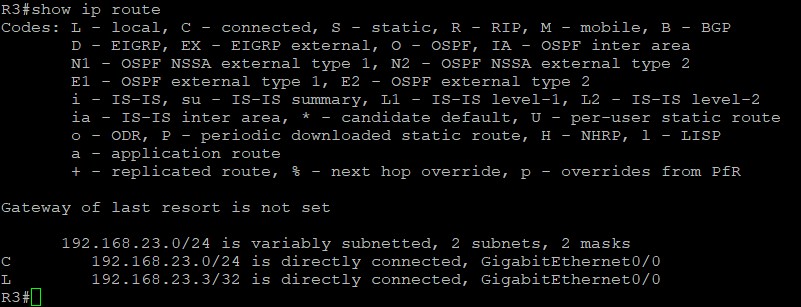 R3#show ip route
Codes: L - local, C - connected, S - static, R - RIP, M - mobile, B - BGP
       D - EIGRP, EX - EIGRP external, O - OSPF, IA - OSPF inter area
       N1 - OSPF NSSA external type 1, N2 - OSPF NSSA external type 2
       E1 - OSPF external type 1, E2 - OSPF external type 2
       i - IS-IS, su - IS-IS summary, L1 - IS-IS level-1, L2 - IS-IS level-2
       ia - IS-IS inter area, * - candidate default, U - per-user static route
       o - ODR, P - periodic downloaded static route, H - NHRP, l - LISP
       a - application route
       + - replicated route, % - next hop override, p - overrides from PfR
Gateway of last resort is not set
      192.168.23.0/24 is variably subnetted, 2 subnets, 2 masks
C        192.168.23.0/24 is directly connected, GigabitEthernet0/0
L        192.168.23.3/32 is directly connected, GigabitEthernet0/0
R3#